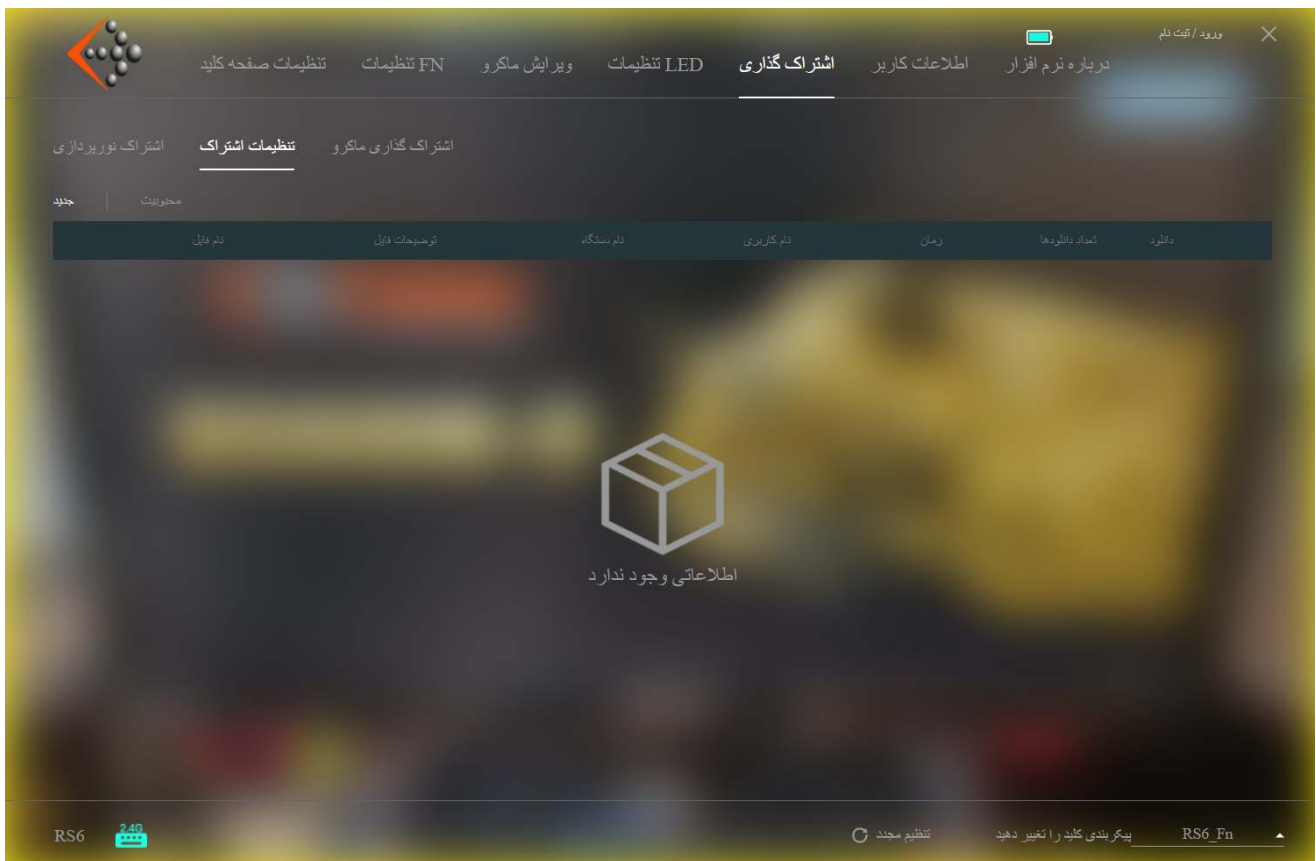 ورود / ثبت نام
تنظیمات صفحه کلید FN تنظیمات ویرایش ماکرو LED تنظیمات اشتراک گذاری اطلاعات کاربر درباره نرم افزار
اشتراک نورپردازی تنظیمات اشتراک اشتراک گذاری ماکرو
جدید | محبوبیت
نام فایل توضیحات فایل نام دستگاه نام کاربری زمان تعداد دانلودها دانلود
اطلاعاتی وجود ندارد
RS6 2.4G تنظیم مجدد پیکربندی کلید را تغییر دهید RS6_Fn